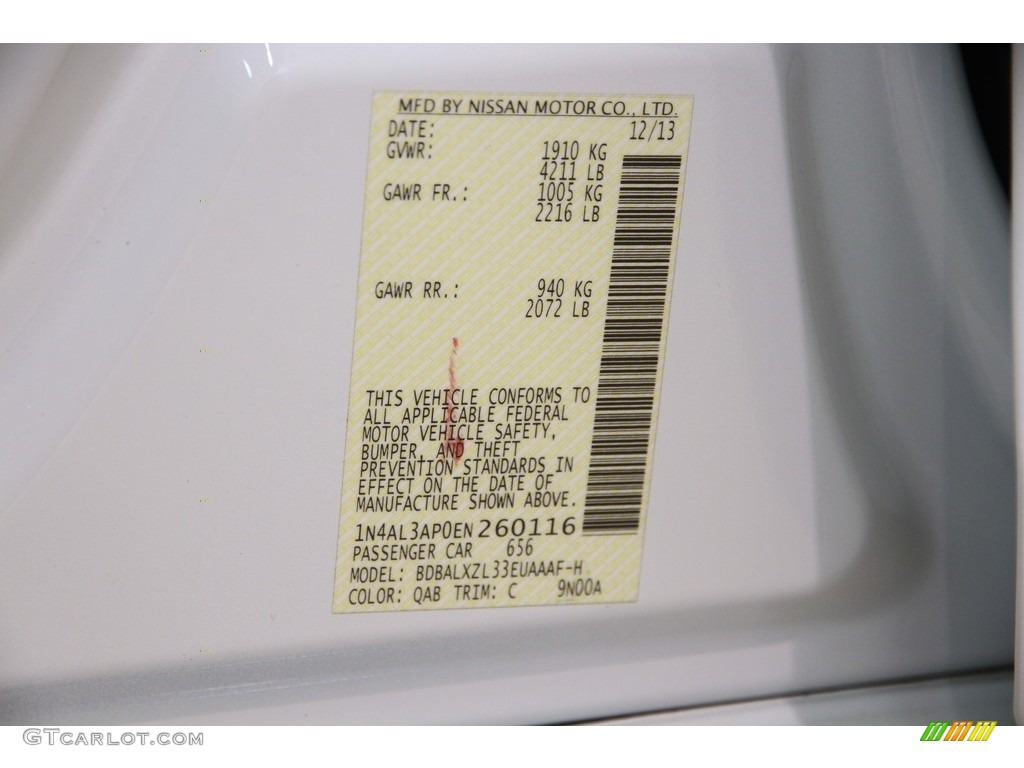 MFD BY NISSAN MOTOR CO., LTD.
DATE: 12/13
GVWR: 1910 KG
4211 LB
GAWR FR.: 1005 KG
2216 LB
GAWR RR.: 940 KG
2072 LB
THIS VEHICLE CONFORMS TO
ALL APPLICABLE FEDERAL
MOTOR VEHICLE SAFETY,
BUMPER, AND THEFT
PREVENTION STANDARDS IN
EFFECT ON THE DATE OF
MANUFACTURE SHOWN ABOVE.
1N4AL3AP0EN260116
PASSENGER CAR 656
MODEL: BDBALXZL33EUAAAF-H
COLOR: QAB TRIM: C 9N00A
GTCarlot.com